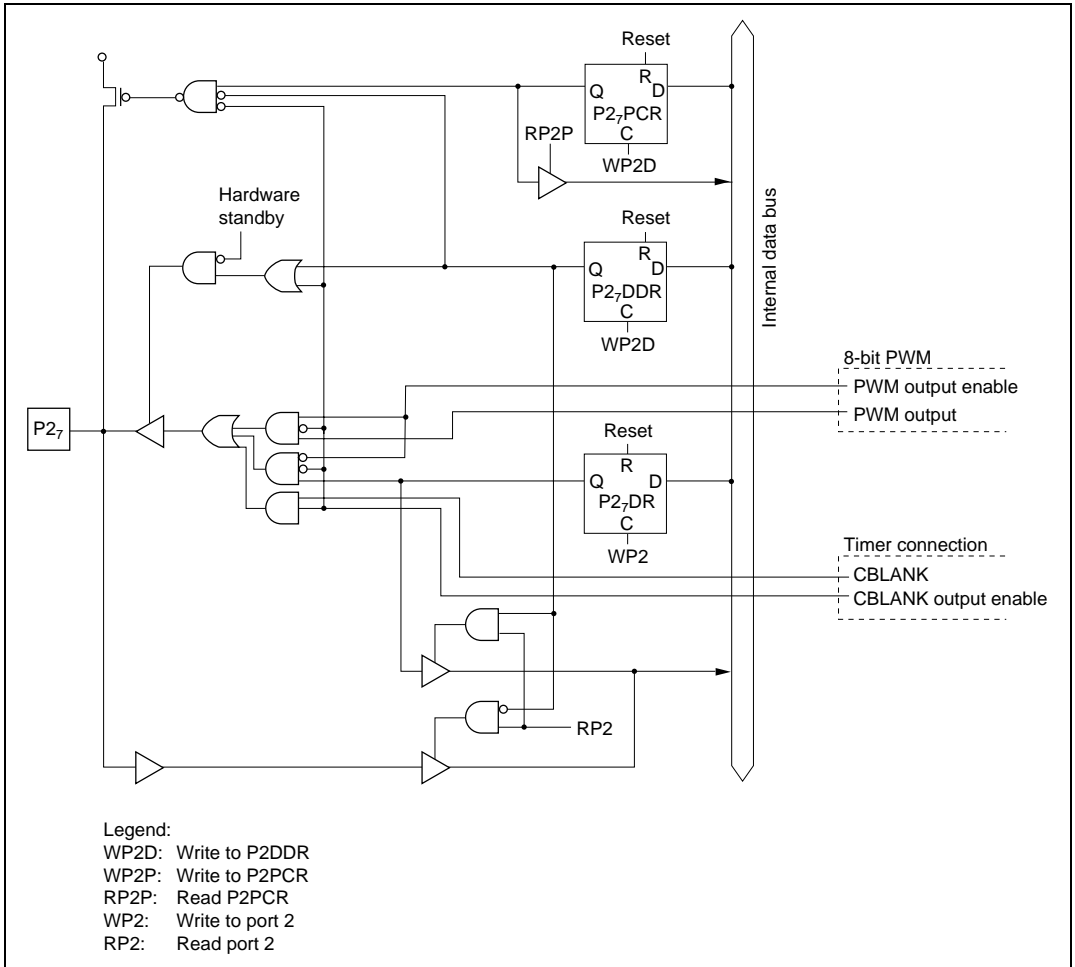 Reset
R
Q D
P2₇PCR
C
RP2P
WP2D
Hardware
standby
Reset
R
Q D
P2₇DDR
C
WP2D
Internal data bus
8-bit PWM
PWM output enable
PWM output
P2₇
Reset
R
Q D
P2₇DR
C
WP2
Timer connection
CBLANK
CBLANK output enable
RP2
Legend:
WP2D: Write to P2DDR
WP2P: Write to P2PCR
RP2P: Read P2PCR
WP2: Write to port 2
RP2: Read port 2